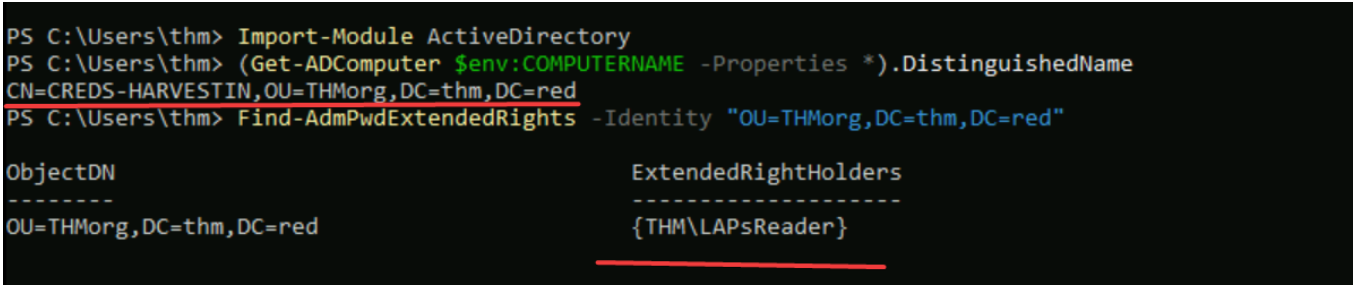 PS C:\Users\thm> Import-Module ActiveDirectory
PS C:\Users\thm> (Get-ADComputer $env:COMPUTERNAME -Properties *).DistinguishedName
CN=CREDS-HARVESTIN,OU=THMorg,DC=thm,DC=red
PS C:\Users\thm> Find-AdmPwdExtendedRights -Identity "OU=THMorg,DC=thm,DC=red"
ObjectDN                                      ExtendedRightHolders
--------                                      --------------------
OU=THMorg,DC=thm,DC=red                       {THM\LAPsReader}